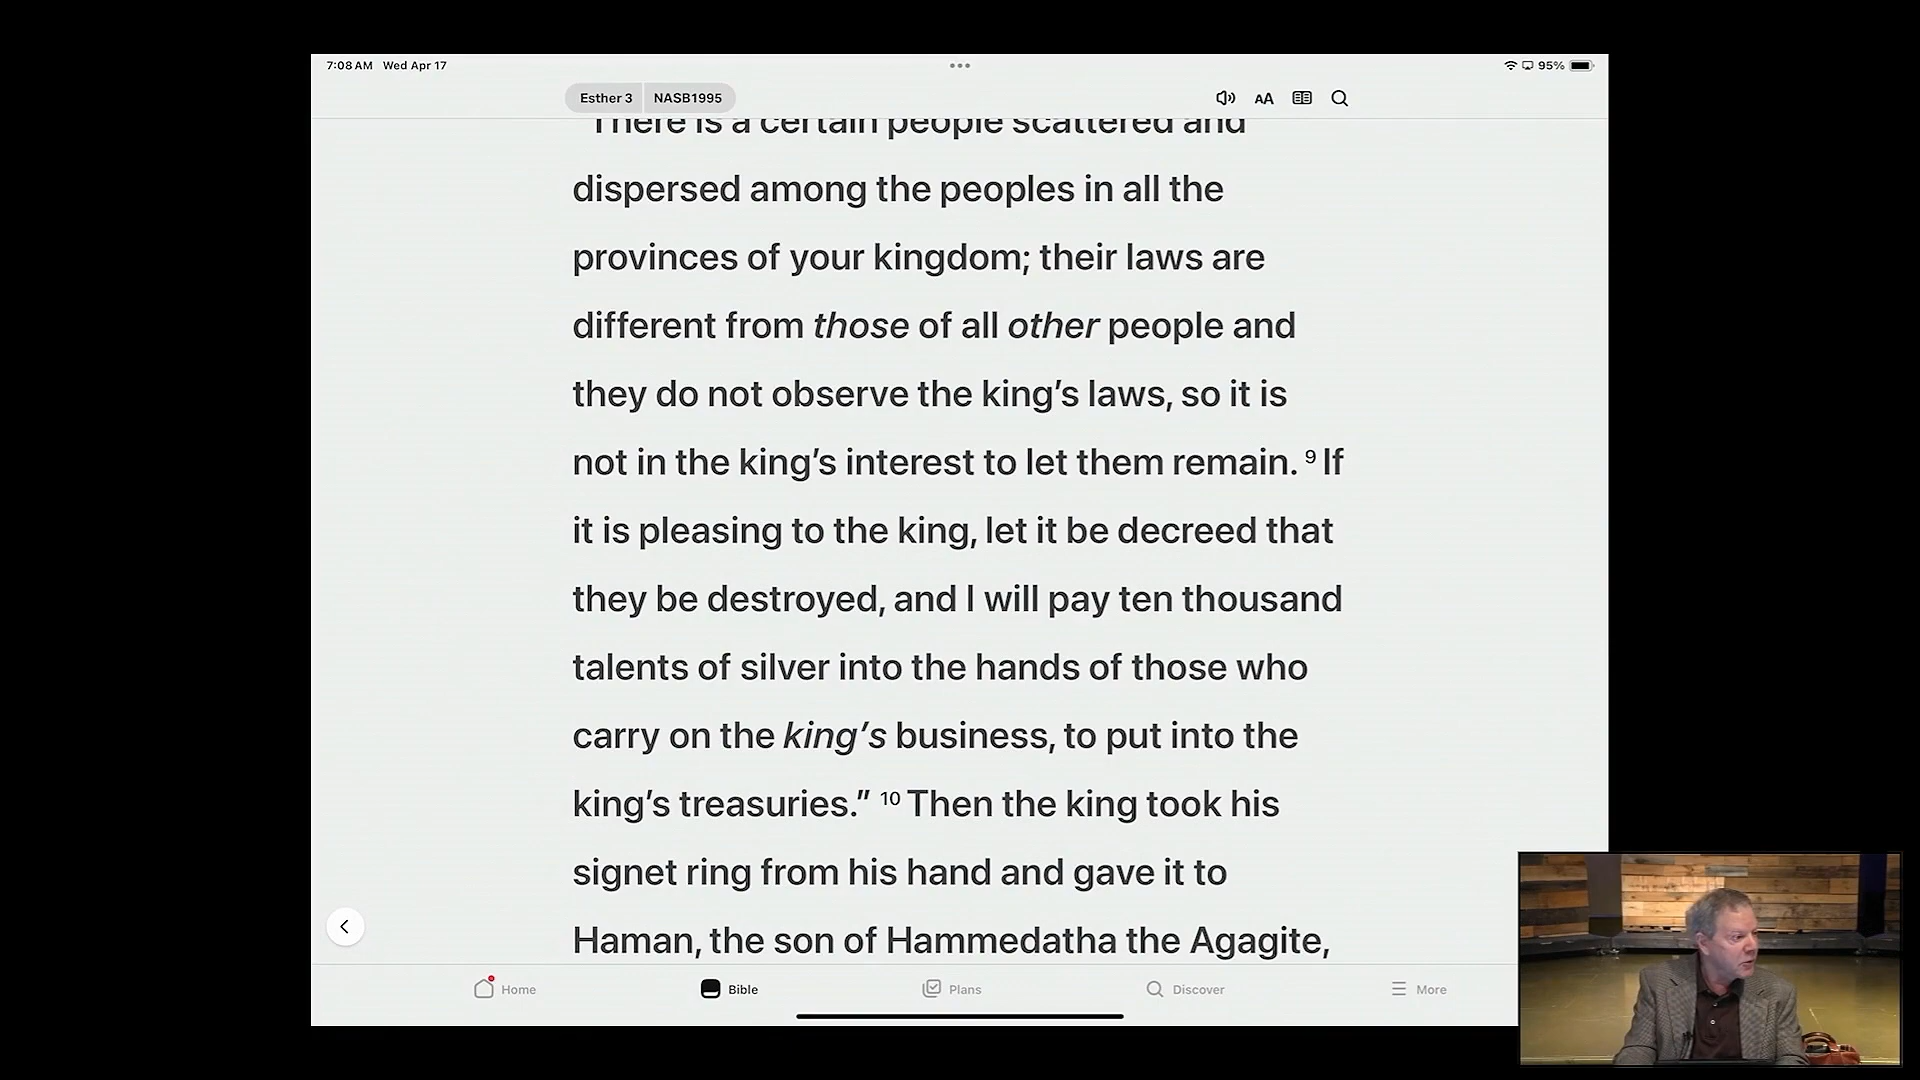 7:08 AM Wed Apr 17
95%
Esther 3 NASB1995
AA
"There is a certain people scattered and
dispersed among the peoples in all the
provinces of your kingdom; their laws are
different from those of all other people and
they do not observe the king’s laws, so it is
not in the king’s interest to let them remain. 9 If
it is pleasing to the king, let it be decreed that
they be destroyed, and I will pay ten thousand
talents of silver into the hands of those who
carry on the king’s business, to put into the
king’s treasuries.” 10 Then the king took his
signet ring from his hand and gave it to
Haman, the son of Hammedatha the Agagite,
Home Bible Plans Discover More